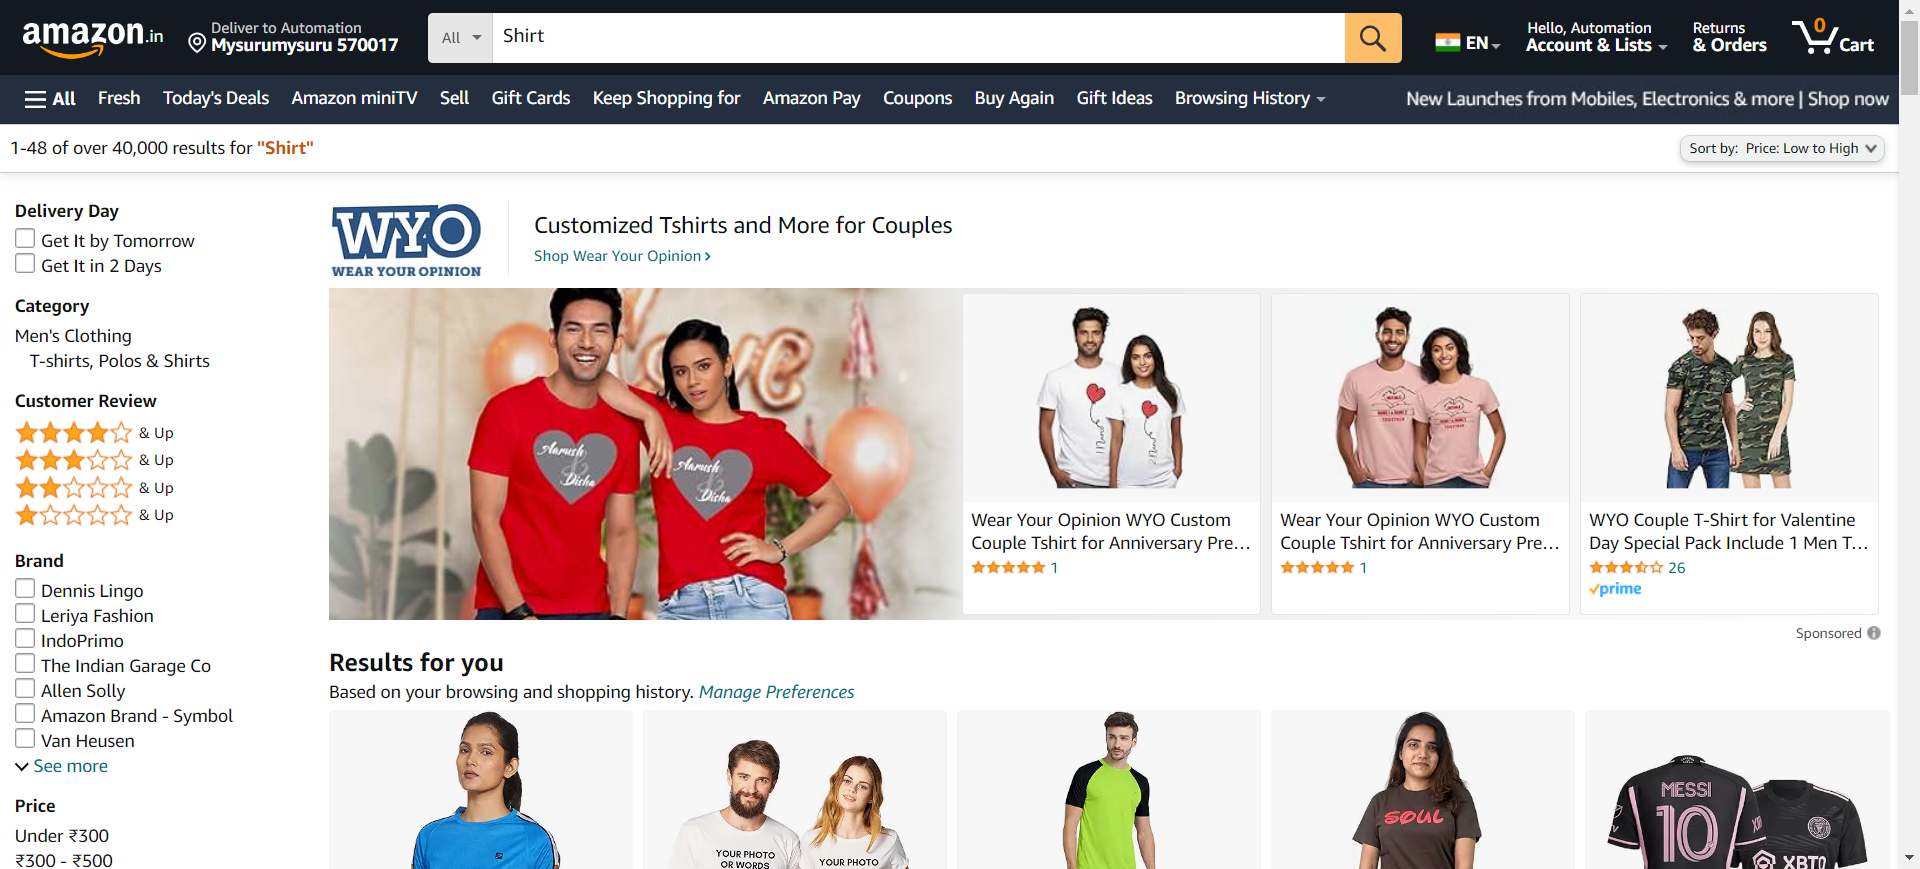 amazon.in
Deliver to Automation
Mysurumysuru 570017
All
Shirt
EN
Hello, Automation
Account & Lists
Returns
& Orders
0
Cart
All
Fresh
Today's Deals
Amazon miniTV
Sell
Gift Cards
Keep Shopping for
Amazon Pay
Coupons
Buy Again
Gift Ideas
Browsing History
New Launches from Mobiles, Electronics & more | Shop now
1-48 of over 40,000 results for "Shirt"
Sort by: Price: Low to High
Delivery Day
Get It by Tomorrow
Get It in 2 Days
Category
Men's Clothing
T-shirts, Polos & Shirts
Customer Review
& Up
& Up
& Up
& Up
Brand
Dennis Lingo
Leriya Fashion
IndoPrimo
The Indian Garage Co
Allen Solly
Amazon Brand - Symbol
Van Heusen
See more
Price
Under ₹300
₹300 - ₹500
WYO
WEAR YOUR OPINION
Customized Tshirts and More for Couples
Shop Wear Your Opinion ›
Love
Aarush
&
Disha
Aarush
&
Disha
Wear Your Opinion WYO Custom
Couple Tshirt for Anniversary Pre...
1
TOGETHER
TOGETHER
Wear Your Opinion WYO Custom
Couple Tshirt for Anniversary Pre...
1
WYO Couple T-Shirt for Valentine
Day Special Pack Include 1 Men T...
26
prime
Sponsored
Results for you
Based on your browsing and shopping history. Manage Preferences
YOUR PHOTO
OR WORDS
YOUR PHOTO
SOUL
MESSI
10
XBTO